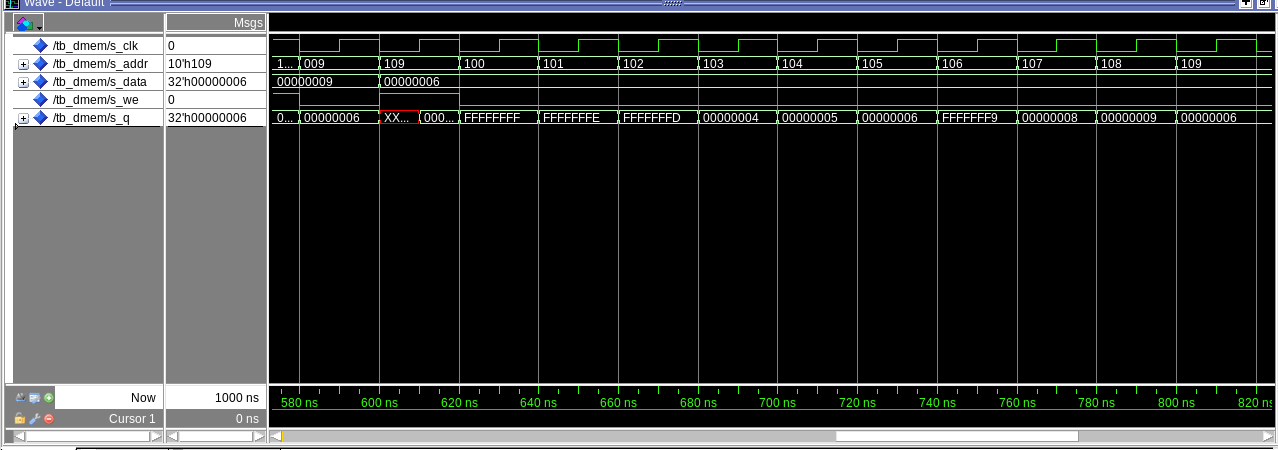 Wave - Default
Msgs
/tb_dmem/s_clk 0
/tb_dmem/s_addr 10'h109 1... 009 109 100 101 102 103 104 105 106 107 108 109
/tb_dmem/s_data 32'h00000006 00000009 00000006
/tb_dmem/s_we 0
/tb_dmem/s_q 32'h00000006 0... 00000006 XX... 000... FFFFFFFF FFFFFFFE FFFFFFFD 00000004 00000005 00000006 FFFFFFF9 00000008 00000009 00000006
Now 1000 ns 580 ns 600 ns 620 ns 640 ns 660 ns 680 ns 700 ns 720 ns 740 ns 760 ns 780 ns 800 ns 820 ns
Cursor 1 0 ns